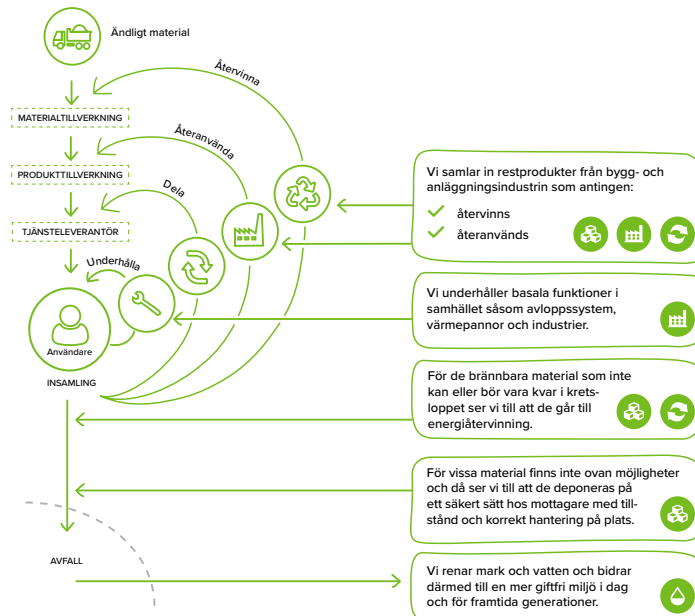 Ändligt material
Återvinna
MATERIALTILLVERKNING
Återanvända
PRODUKTTILLVERKNING
Dela
TJÄNSTELEVERANTÖR
Underhålla
Användare
INSAMLING
AVFALL
Vi samlar in restprodukter från bygg- och
anläggningsindustrin som antingen:
återvinns
återanvänds
Vi underhåller basala funktioner i
samhället såsom avloppssystem,
värmepannor och industrier.
För de brännbara material som inte
kan eller bör vara kvar i krets-
loppet ser vi till att de går till
energiåtervinning.
För vissa material finns inte ovan möjligheter
och då ser vi till att de deponeras på
ett säkert sätt hos mottagare med till-
stånd och korrekt hantering på plats.
Vi renar mark och vatten och bidrar
därmed till en mer giftfri miljö i dag
och för framtida generationer.